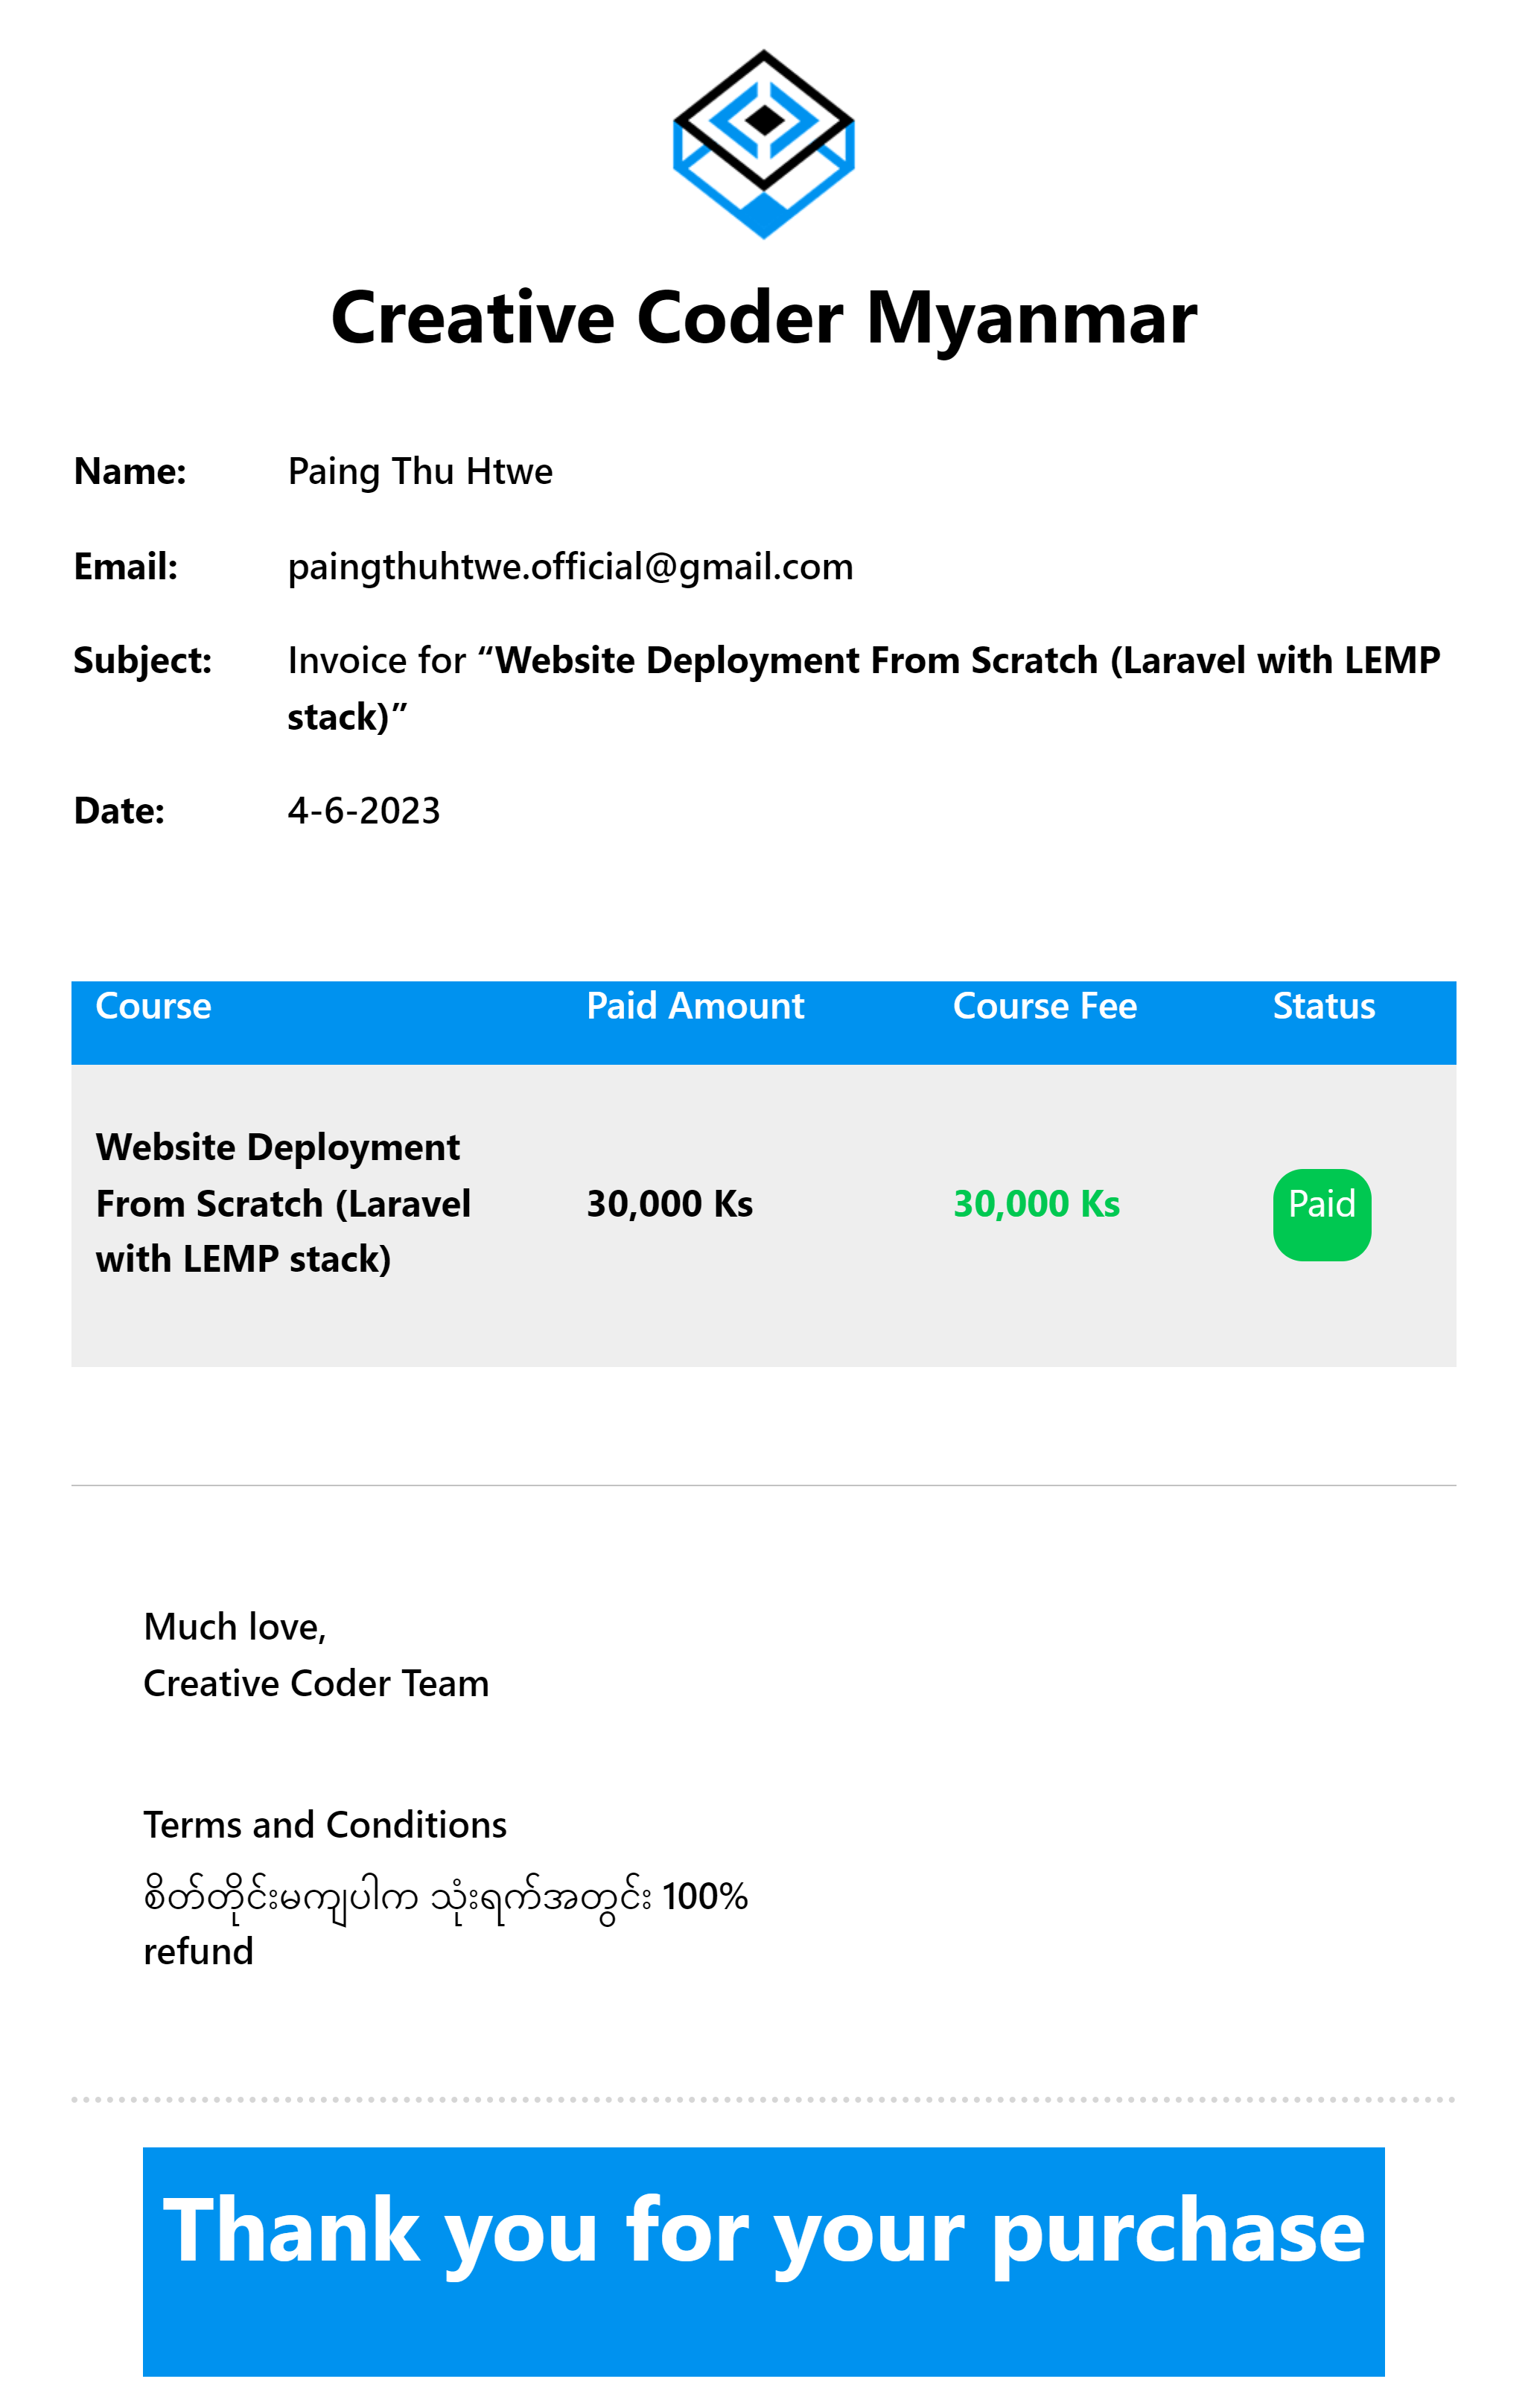 Creative Coder Myanmar
Name: Paing Thu Htwe
Email: paingthuhtwe.official@gmail.com
Subject: Invoice for “Website Deployment From Scratch (Laravel with LEMP
stack)”
Date: 4-6-2023
Course Paid Amount Course Fee Status
Website Deployment
From Scratch (Laravel 30,000 Ks 30,000 Ks Paid
with LEMP stack)
Much love,
Creative Coder Team
Terms and Conditions
စိတ်တိုင်းမကျပါက သုံးရက်အတွင်း 100%
refund
Thank you for your purchase